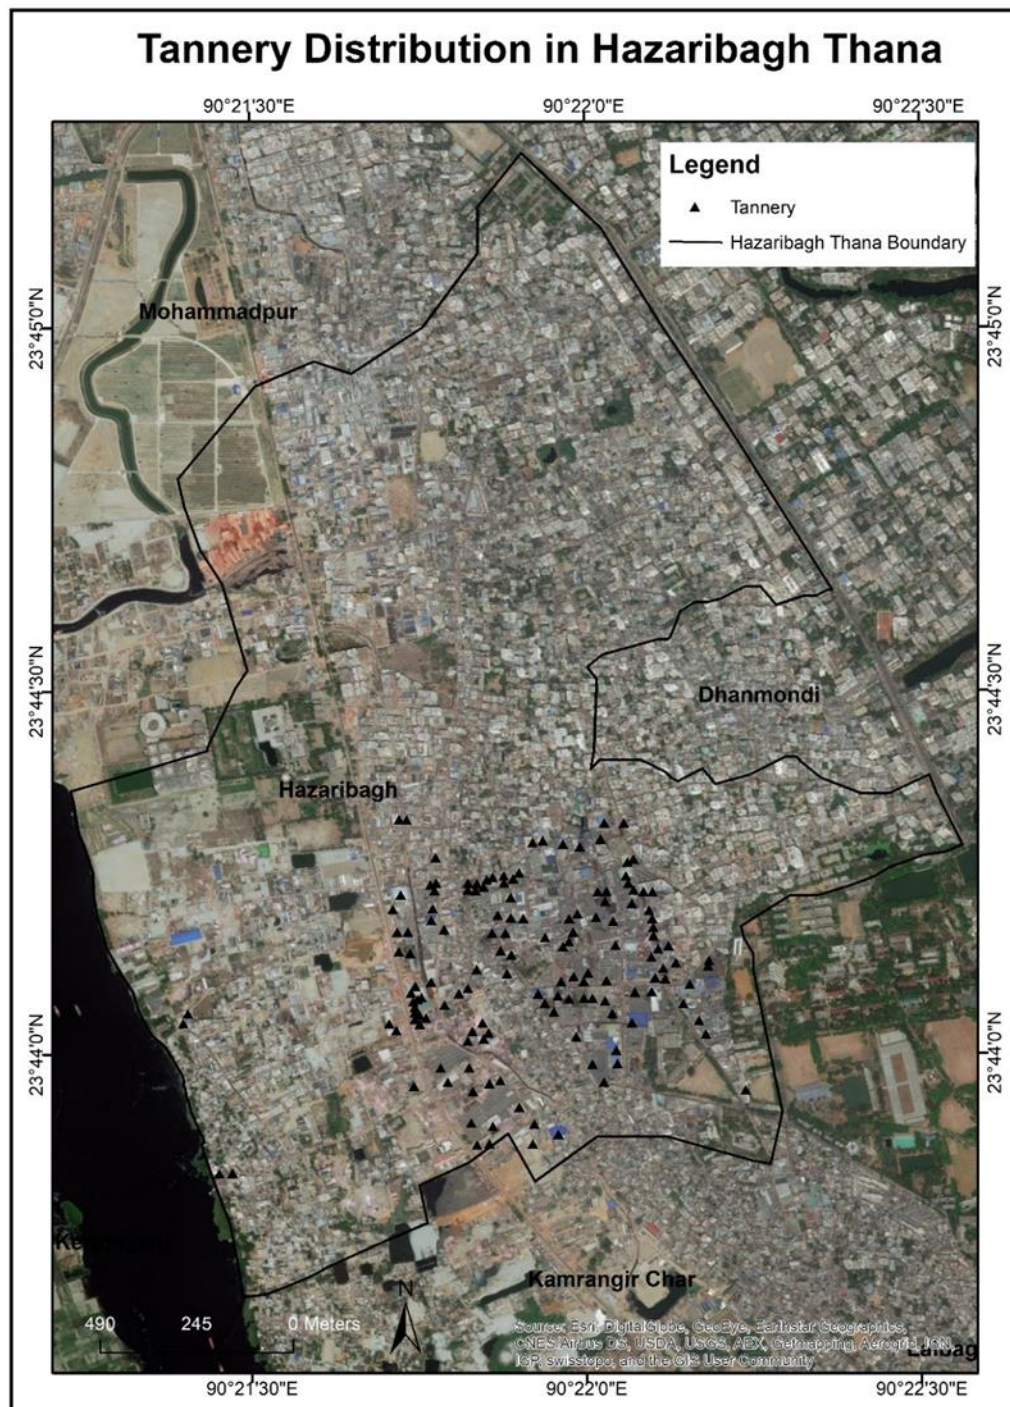 Tannery Distribution in Hazaribagh Thana
90°21'30"E 90°22'0"E 90°22'30"E
Legend
Tannery
Hazaribagh Thana Boundary
23°45'0"N
Mohammadpur
23°45'0"N
23°44'30"N
Dhanmondi
23°44'30"N
Hazaribagh
23°44'0"N
23°44'0"N
Kamrangir Char
N
490 245 0 Meters
Source: Esri, DigitalGlobe, GeoEye, Earthstar Geographics,
CNES/Airbus DS, USDA, USGS, AEX, Getmapping, Aerogrid, IGN,
IGP, swisstopo, and the GIS User Community
Lalbag
90°21'30"E 90°22'0"E 90°22'30"E